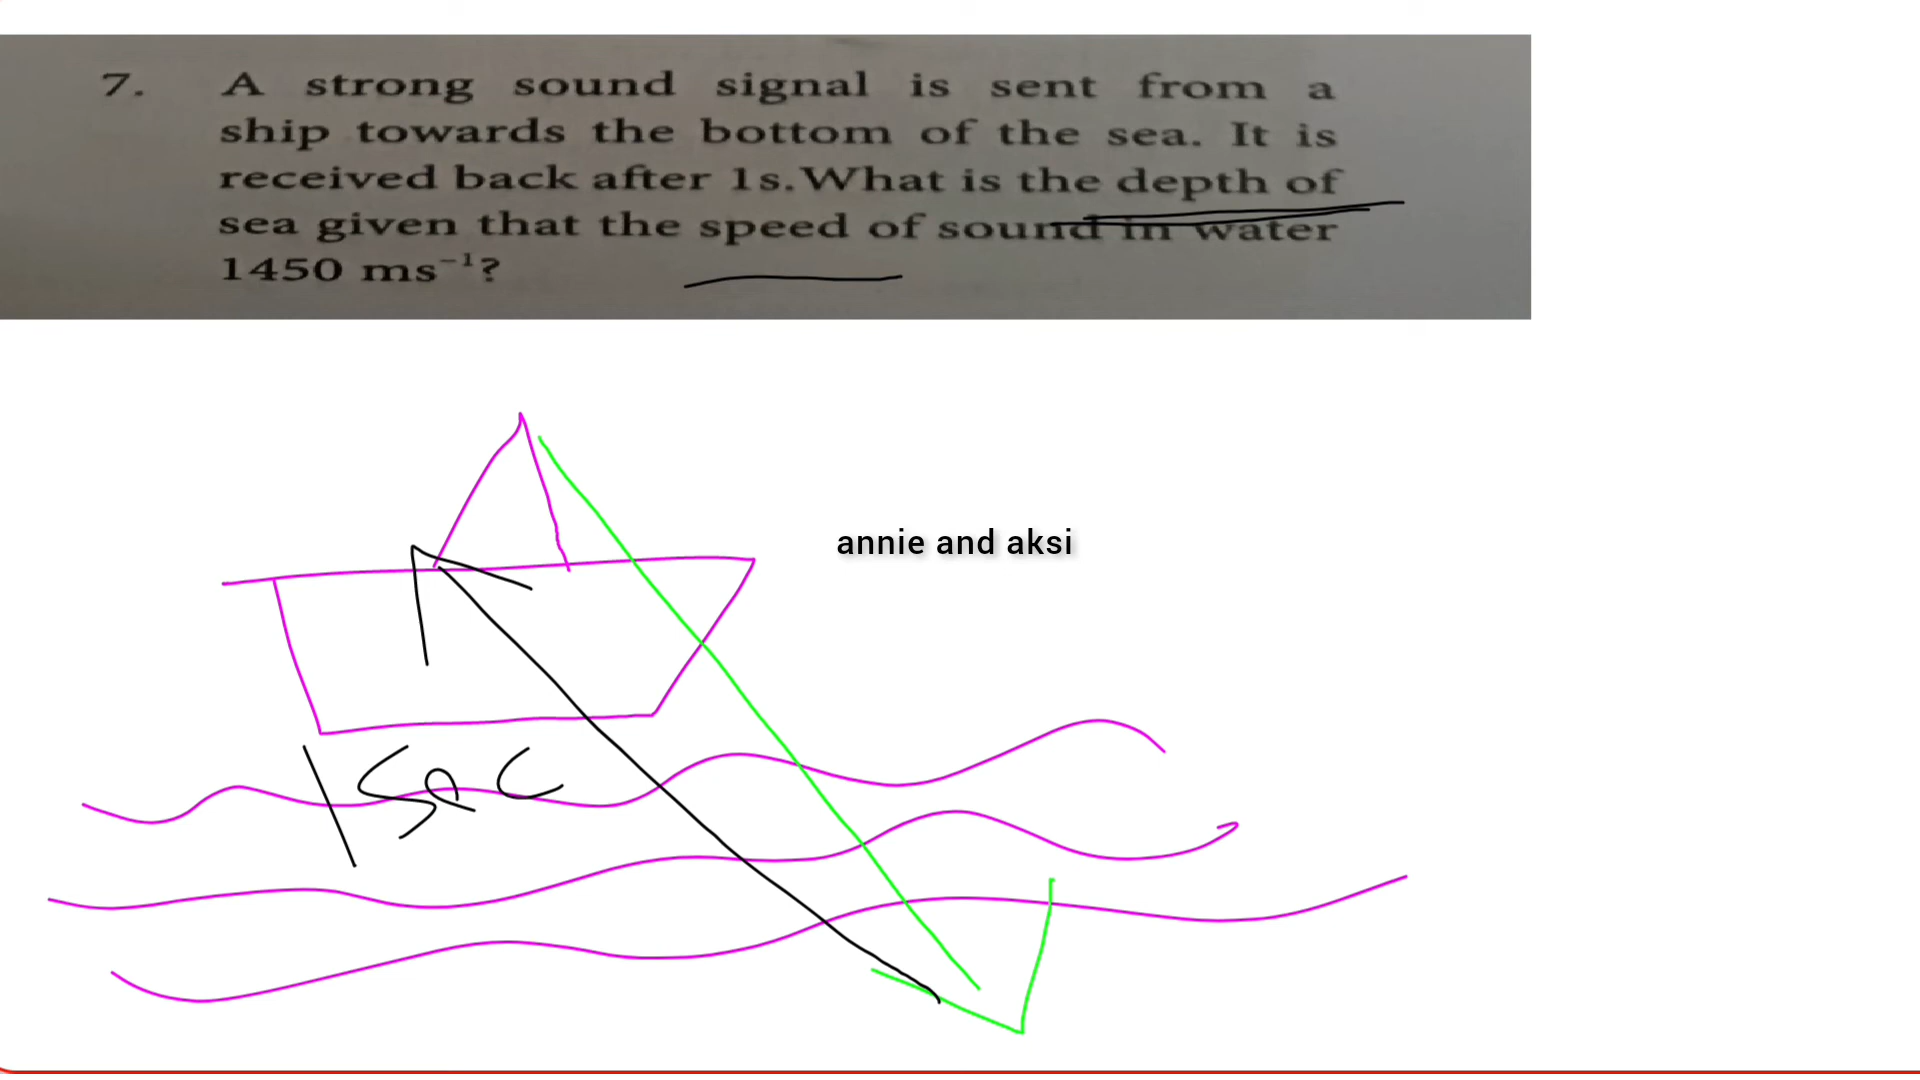 7. A strong sound signal is sent from a
ship towards the bottom of the sea. It is
received back after 1s.What is the depth of
sea given that the speed of sound in water
1450 ms⁻¹?
annie and aksi
1 sec